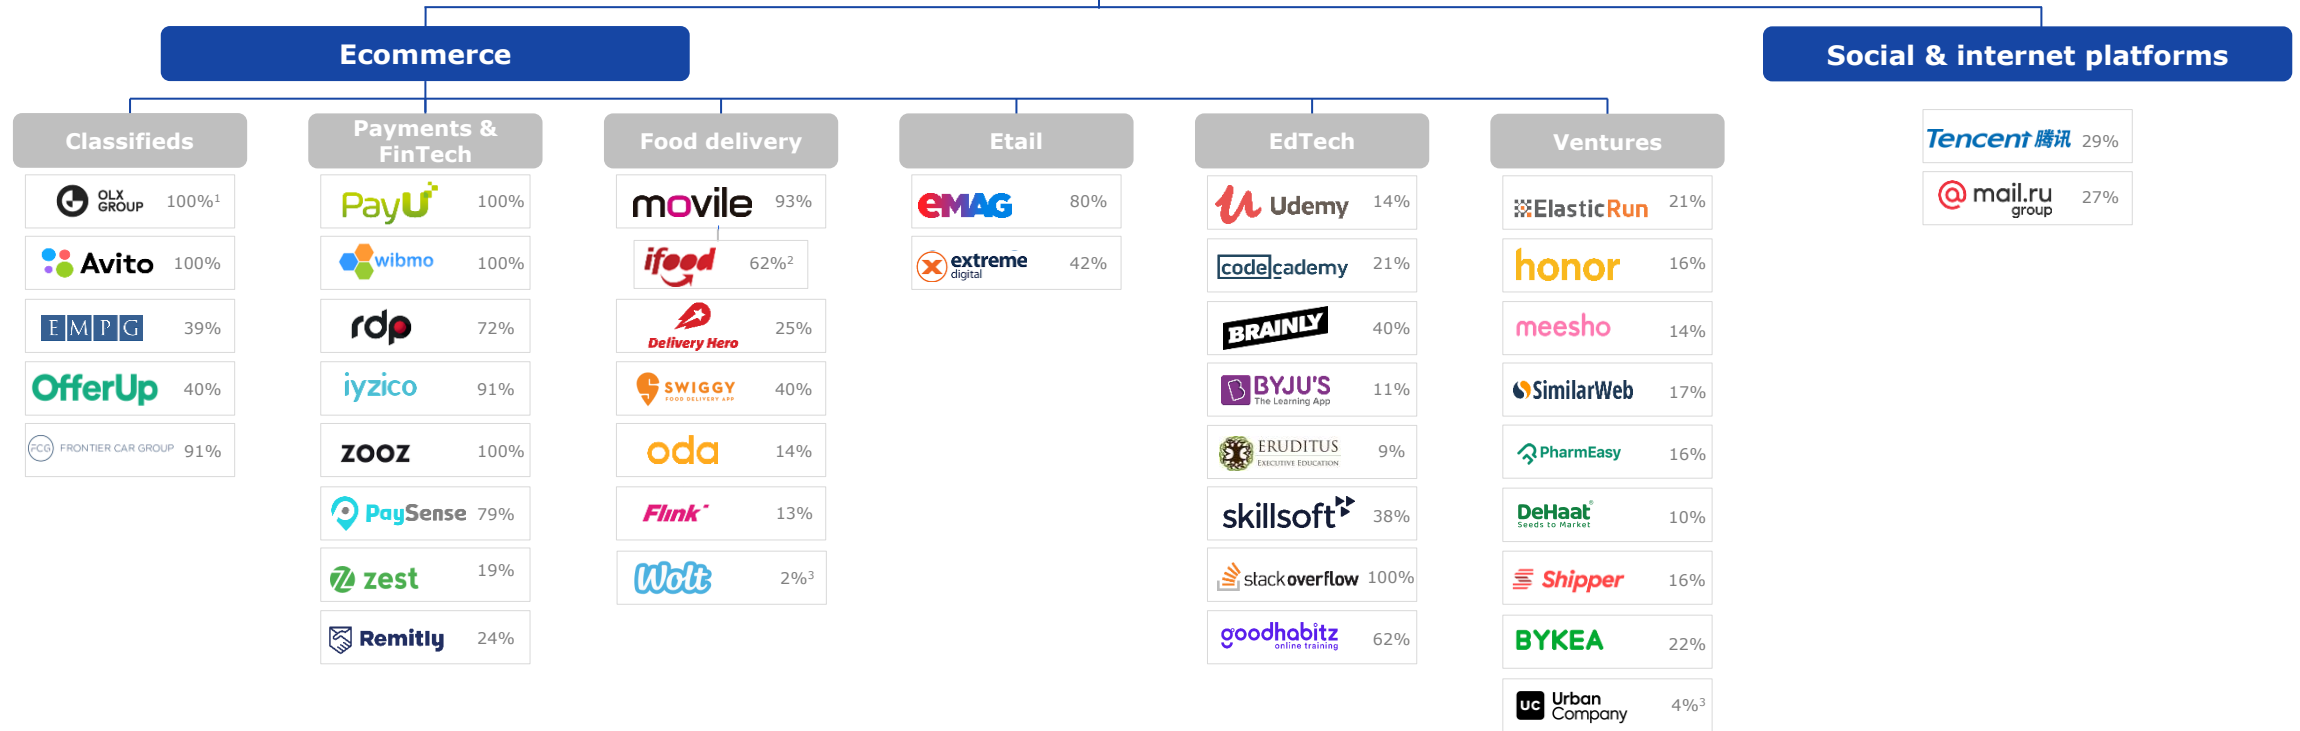 Ecommerce
Social & internet platforms
Classifieds
Payments &
FinTech
Food delivery
Etail
EdTech
Ventures
OLX
GROUP
100%¹
Avito
100%
EMPG
39%
OfferUp
40%
FCG FRONTIER CAR GROUP
91%
PayU
100%
wibmo
100%
rdp
72%
iyzico
91%
zooz
100%
PaySense
79%
zest
19%
Remitly
24%
movile
93%
ifood
62%²
Delivery Hero
25%
SWIGGY
FOOD DELIVERY APP
40%
oda
14%
Flink
13%
Wolt
2%³
eMAG
80%
extreme
digital
42%
Udemy
14%
codecademy
21%
BRAINLY
40%
BYJU'S
The Learning App
11%
ERUDITUS
EXECUTIVE EDUCATION
9%
skillsoft
38%
stackoverflow
100%
goodhabitz
online training
62%
ElasticRun
21%
honor
16%
meesho
14%
SimilarWeb
17%
PharmEasy
16%
DeHaat®
Seeds to Market
10%
Shipper
16%
BYKEA
22%
UC Urban
Company
4%³
Tencent 腾讯
29%
@mail.ru
group
27%